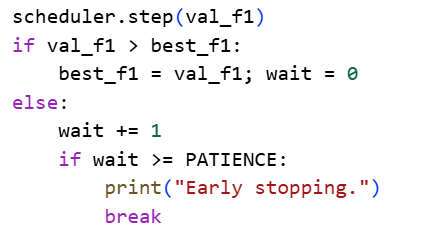 scheduler.step(val_f1)
if val_f1 > best_f1:
    best_f1 = val_f1; wait = 0
else:
    wait += 1
    if wait >= PATIENCE:
        print("Early stopping.")
        break